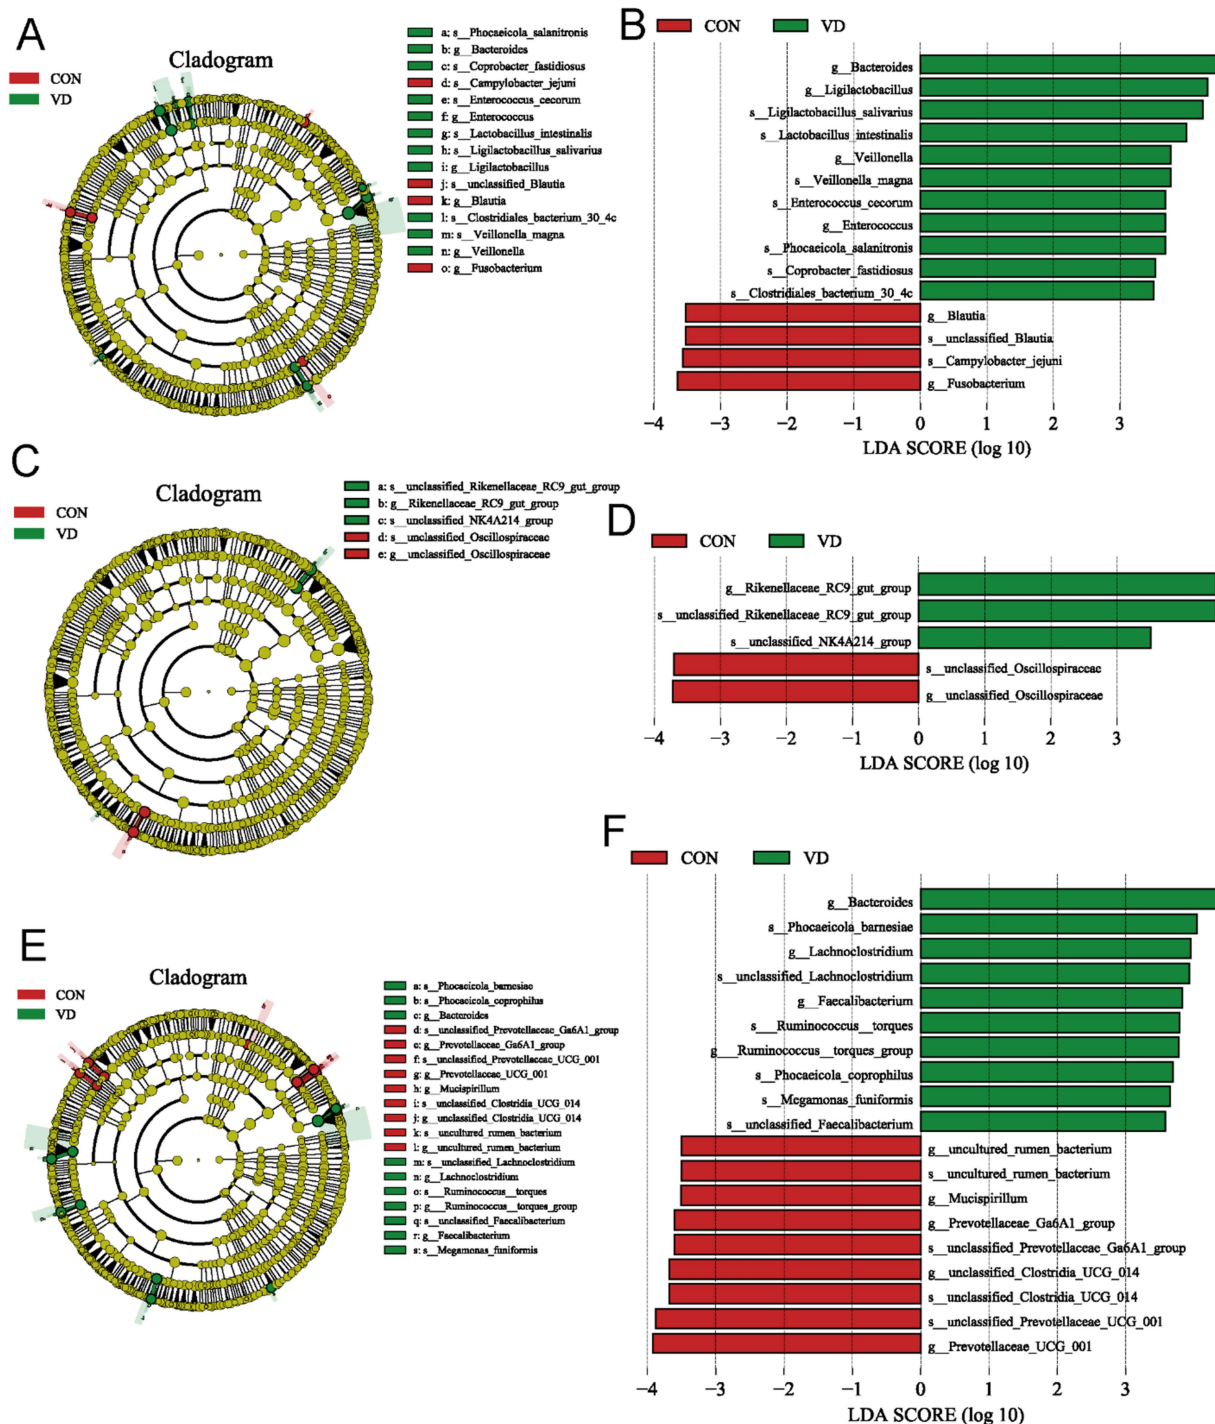 A
Cladogram
CON
VD
a: s__Phocaeicola_salanitronis
b: g__Bacteroides
c: s__Coprobacter_fastidiosus
d: s__Campylobacter_jejuni
e: s__Enterococcus_cecorum
f: g__Enterococcus
g: s__Lactobacillus_intestinalis
h: s__Ligilactobacillus_salivarius
i: g__Ligilactobacillus
j: s__unclassified_Blautia
k: g__Blautia
l: s__Clostridiales_bacterium_30_4c
m: s__Veillonella_magna
n: g__Veillonella
o: g__Fusobacterium
B
CON VD
g__Bacteroides
g__Ligilactobacillus
s__Ligilactobacillus_salivarius
s__Lactobacillus_intestinalis
g__Veillonella
s__Veillonella_magna
s__Enterococcus_cecorum
g__Enterococcus
s__Phocaeicola_salanitronis
s__Coprobacter_fastidiosus
s__Clostridiales_bacterium_30_4c
g__Blautia
s__unclassified_Blautia
s__Campylobacter_jejuni
g__Fusobacterium
−4 −3 −2 −1 0 1 2 3
LDA SCORE (log 10)
C
Cladogram
CON
VD
a: s__unclassified_Rikenellaceae_RC9_gut_group
b: g__Rikenellaceae_RC9_gut_group
c: s__unclassified_NK4A214_group
d: s__unclassified_Oscillospiraceae
e: g__unclassified_Oscillospiraceae
D
CON VD
g__Rikenellaceae_RC9_gut_group
s__unclassified_Rikenellaceae_RC9_gut_group
s__unclassified_NK4A214_group
s__unclassified_Oscillospiraceae
g__unclassified_Oscillospiraceae
−4 −3 −2 −1 0 1 2 3
LDA SCORE (log 10)
E
Cladogram
CON
VD
a: s__Phocaeicola_barnesiae
b: s__Phocaeicola_coprophilus
c: g__Bacteroides
d: s__unclassified_Prevotellaceae_Ga6A1_group
e: g__Prevotellaceae_Ga6A1_group
f: s__unclassified_Prevotellaceae_UCG_001
g: g__Prevotellaceae_UCG_001
h: g__Mucispirillum
i: s__unclassified_Clostridia_UCG_014
j: g__unclassified_Clostridia_UCG_014
k: s__uncultured_rumen_bacterium
l: g__uncultured_rumen_bacterium
m: s__unclassified_Lachnoclostridium
n: g__Lachnoclostridium
o: s___Ruminococcus__torques
p: g___Ruminococcus__torques_group
q: s__unclassified_Faecalibacterium
r: g__Faecalibacterium
s: s__Megamonas_funiformis
F
CON VD
g__Bacteroides
s__Phocaeicola_barnesiae
g__Lachnoclostridium
s__unclassified_Lachnoclostridium
g__Faecalibacterium
s___Ruminococcus__torques
g___Ruminococcus__torques_group
s__Phocaeicola_coprophilus
s__Megamonas_funiformis
s__unclassified_Faecalibacterium
g__uncultured_rumen_bacterium
s__uncultured_rumen_bacterium
g__Mucispirillum
g__Prevotellaceae_Ga6A1_group
s__unclassified_Prevotellaceae_Ga6A1_group
g__unclassified_Clostridia_UCG_014
s__unclassified_Clostridia_UCG_014
s__unclassified_Prevotellaceae_UCG_001
g__Prevotellaceae_UCG_001
−4 −3 −2 −1 0 1 2 3
LDA SCORE (log 10)